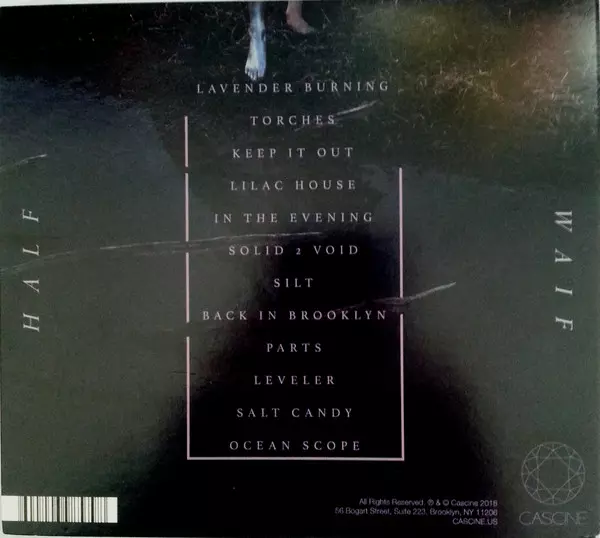 LAVENDER BURNING
TORCHES
KEEP IT OUT
LILAC HOUSE
IN THE EVENING
SOLID 2 VOID
SILT
BACK IN BROOKLYN
PARTS
LEVELER
SALT CANDY
OCEAN SCOPE
HALF
WAIF
All Rights Reserved. ℗ & © Cascine 2018
56 Bogart Street, Suite 223, Brooklyn, NY 11206
CASCINE.US
CASCINE